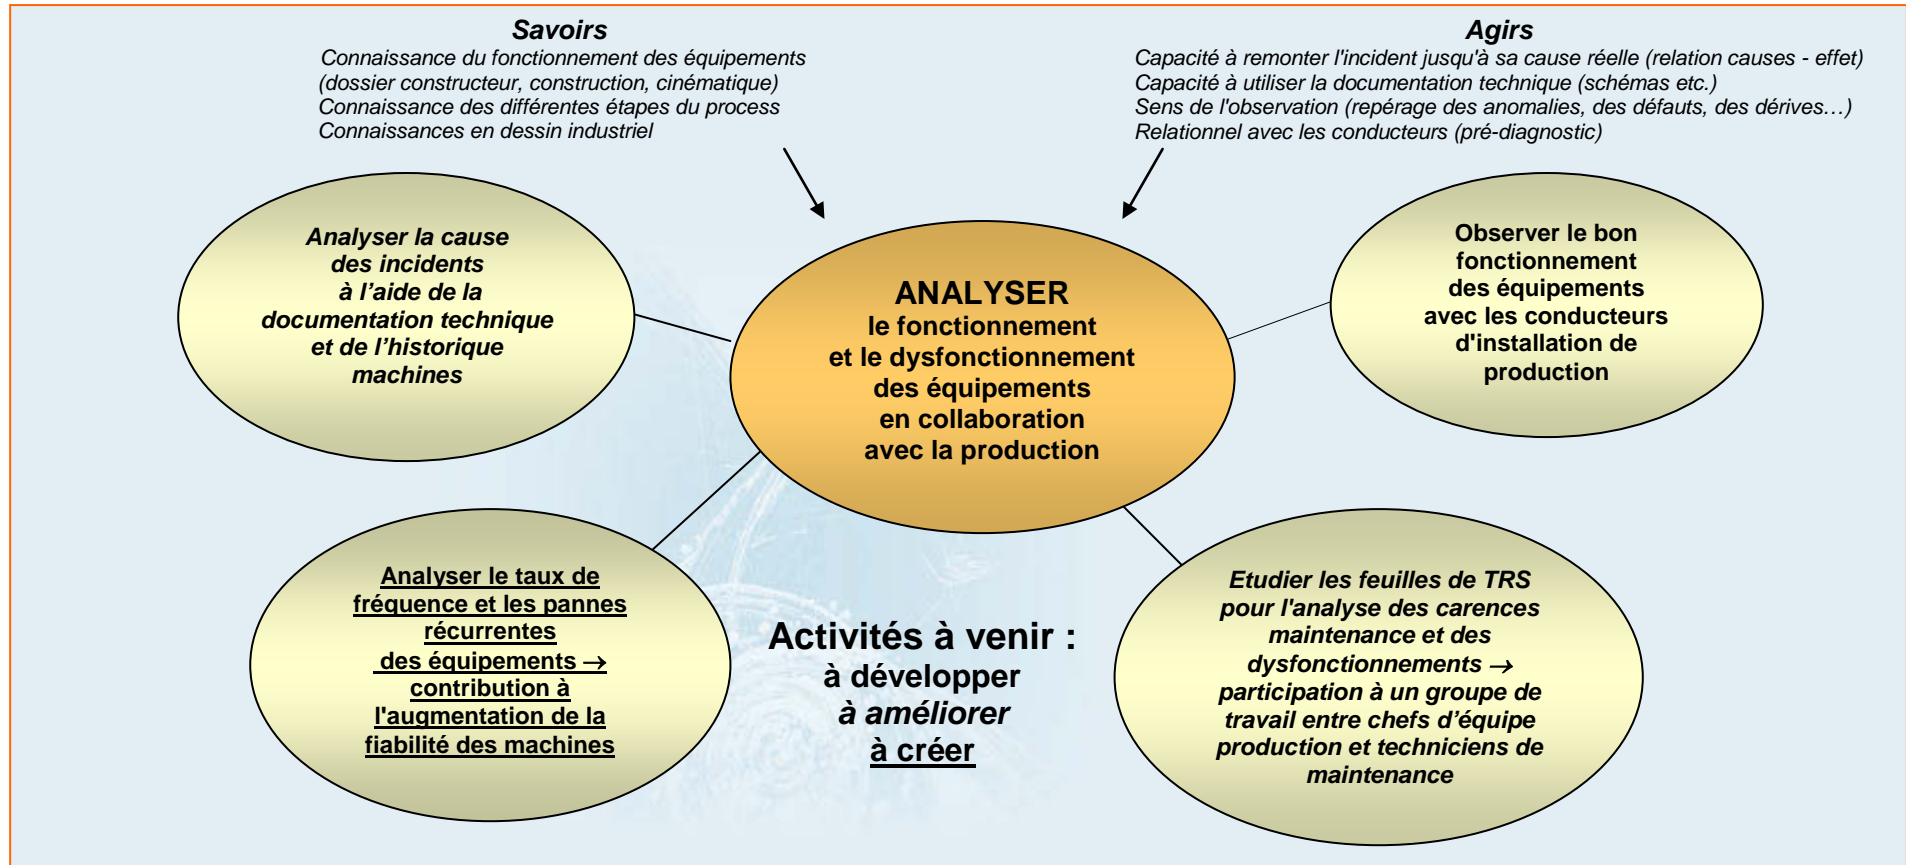 Savoirs
Connaissance du fonctionnement des équipements
(dossier constructeur, construction, cinématique)
Connaissance des différentes étapes du process
Connaissances en dessin industriel
Agirs
Capacité à remonter l'incident jusqu'à sa cause réelle (relation causes - effet)
Capacité à utiliser la documentation technique (schémas etc.)
Sens de l'observation (repérage des anomalies, des défauts, des dérives…)
Relationnel avec les conducteurs (pré-diagnostic)
Analyser la cause
des incidents
à l’aide de la
documentation technique
et de l’historique
machines
ANALYSER
le fonctionnement
et le dysfonctionnement
des équipements
en collaboration
avec la production
Observer le bon
fonctionnement
des équipements
avec les conducteurs
d'installation de
production
Analyser le taux de
fréquence et les pannes
récurrentes
des équipements →
contribution à
l'augmentation de la
fiabilité des machines
Activités à venir :
à développer
à améliorer
à créer
Etudier les feuilles de TRS
pour l'analyse des carences
maintenance et des
dysfonctionnements →
participation à un groupe de
travail entre chefs d’équipe
production et techniciens de
maintenance